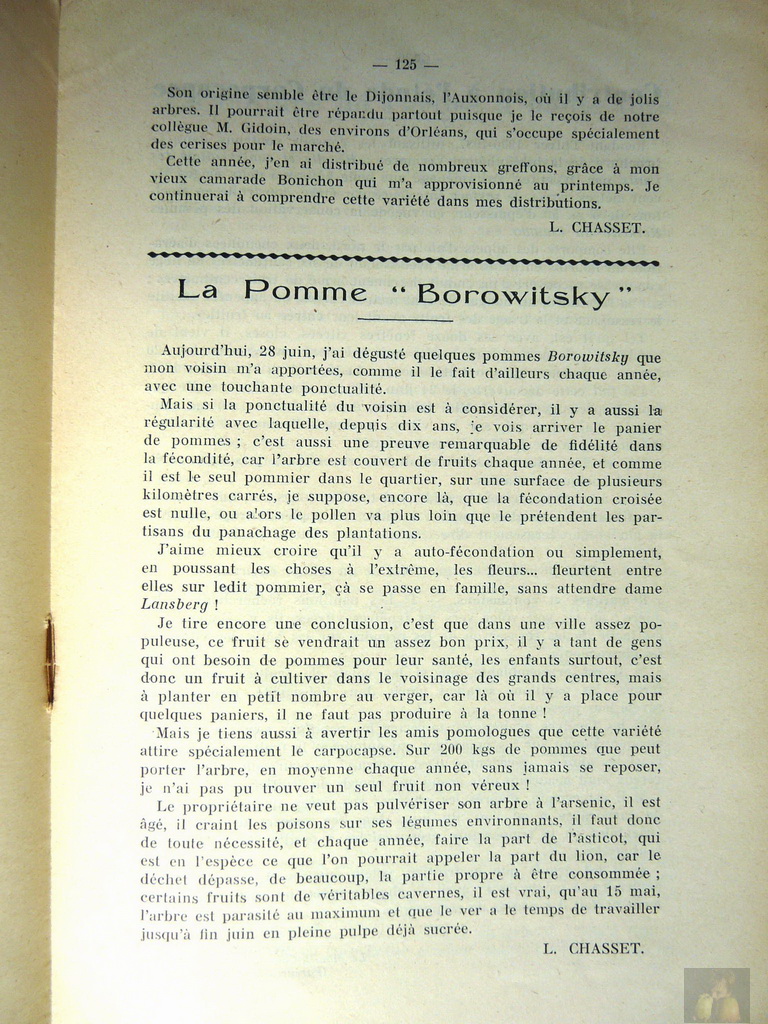 — 125 —
Son origine semble être le Dijonnais, l'Auxonnois, où il y a de jolis
arbres. Il pourrait être répandu partout puisque je le reçois de notre
collègue M. Gidoin, des environs d'Orléans, qui s'occupe spécialement
des cerises pour le marché.
Cette année, j'en ai distribué de nombreux greffons, grâce à mon
vieux camarade Bonichon qui m'a approvisionné au printemps. Je
continuerai à comprendre cette variété dans mes distributions.
L. CHASSET.
La Pomme “ Borowitsky ”
Aujourd'hui, 28 juin, j'ai dégusté quelques pommes Borowitsky que
mon voisin m'a apportées, comme il le fait d'ailleurs chaque année,
avec une touchante ponctualité.
Mais si la ponctualité du voisin est à considérer, il y a aussi la
régularité avec laquelle, depuis dix ans, je vois arriver le panier
de pommes ; c'est aussi une preuve remarquable de fidélité dans
la fécondité, car l'arbre est couvert de fruits chaque année, et comme
il est le seul pommier dans le quartier, sur une surface de plusieurs
kilomètres carrés, je suppose, encore là, que la fécondation croisée
est nulle, ou alors le pollen va plus loin que le prétendent les par-
tisans du panachage des plantations.
J'aime mieux croire qu'il y a auto-fécondation ou simplement,
en poussant les choses à l'extrême, les fleurs... fleurtent entre
elles sur ledit pommier, çà se passe en famille, sans attendre dame
Lansberg !
Je tire encore une conclusion, c'est que dans une ville assez po-
puleuse, ce fruit se vendrait un assez bon prix, il y a tant de gens
qui ont besoin de pommes pour leur santé, les enfants surtout, c'est
donc un fruit à cultiver dans le voisinage des grands centres, mais
à planter en petit nombre au verger, car là où il y a place pour
quelques paniers, il ne faut pas produire à la tonne !
Mais je tiens aussi à avertir les amis pomologues que cette variété
attire spécialement le carpocapse. Sur 200 kgs de pommes que peut
porter l'arbre, en moyenne chaque année, sans jamais se reposer,
je n'ai pas pu trouver un seul fruit non véreux !
Le propriétaire ne veut pas pulvériser son arbre à l'arsenic, il est
âgé, il craint les poisons sur ses légumes environnants, il faut donc
de toute nécessité, et chaque année, faire la part de l'asticot, qui
est en l'espèce ce que l'on pourrait appeler la part du lion, car le
déchet dépasse, de beaucoup, la partie propre à être consommée ;
certains fruits sont de véritables cavernes, il est vrai, qu'au 15 mai,
l'arbre est parasité au maximum et que le ver a le temps de travailler
jusqu'à fin juin en pleine pulpe déjà sucrée.
L. CHASSET.